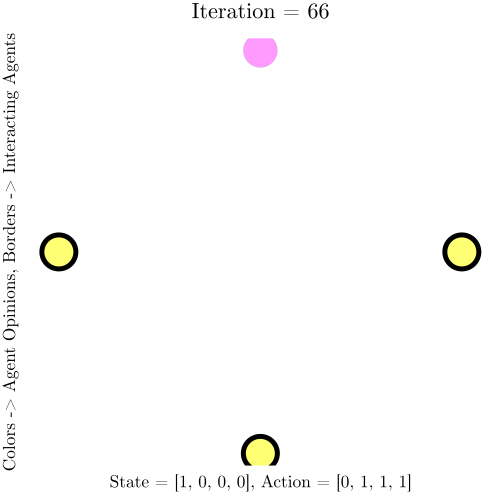 Iteration = 66
Colors -> Agent Opinions, Borders -> Interacting Agents
State = [1, 0, 0, 0], Action = [0, 1, 1, 1]